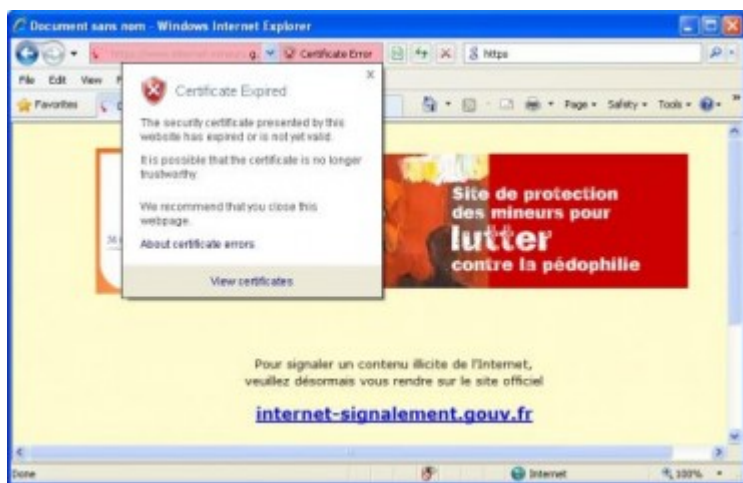 Document sans nom - Windows Internet Explorer
Certificate Error
https
File Edit View
Favorites
Page Safety Tools
Certificate Expired
X
The security certificate presented by this
website has expired or is not yet valid.
It is possible that the certificate is no longer
trustworthy.
We recommend that you close this
webpage.
About certificate errors
View certificates
Site de protection
des mineurs pour
lutter
contre la pédophilie
Pour signaler un contenu illicite de l'Internet,
veuillez désormais vous rendre sur le site officiel
internet-signalement.gouv.fr
Done
Internet
100%